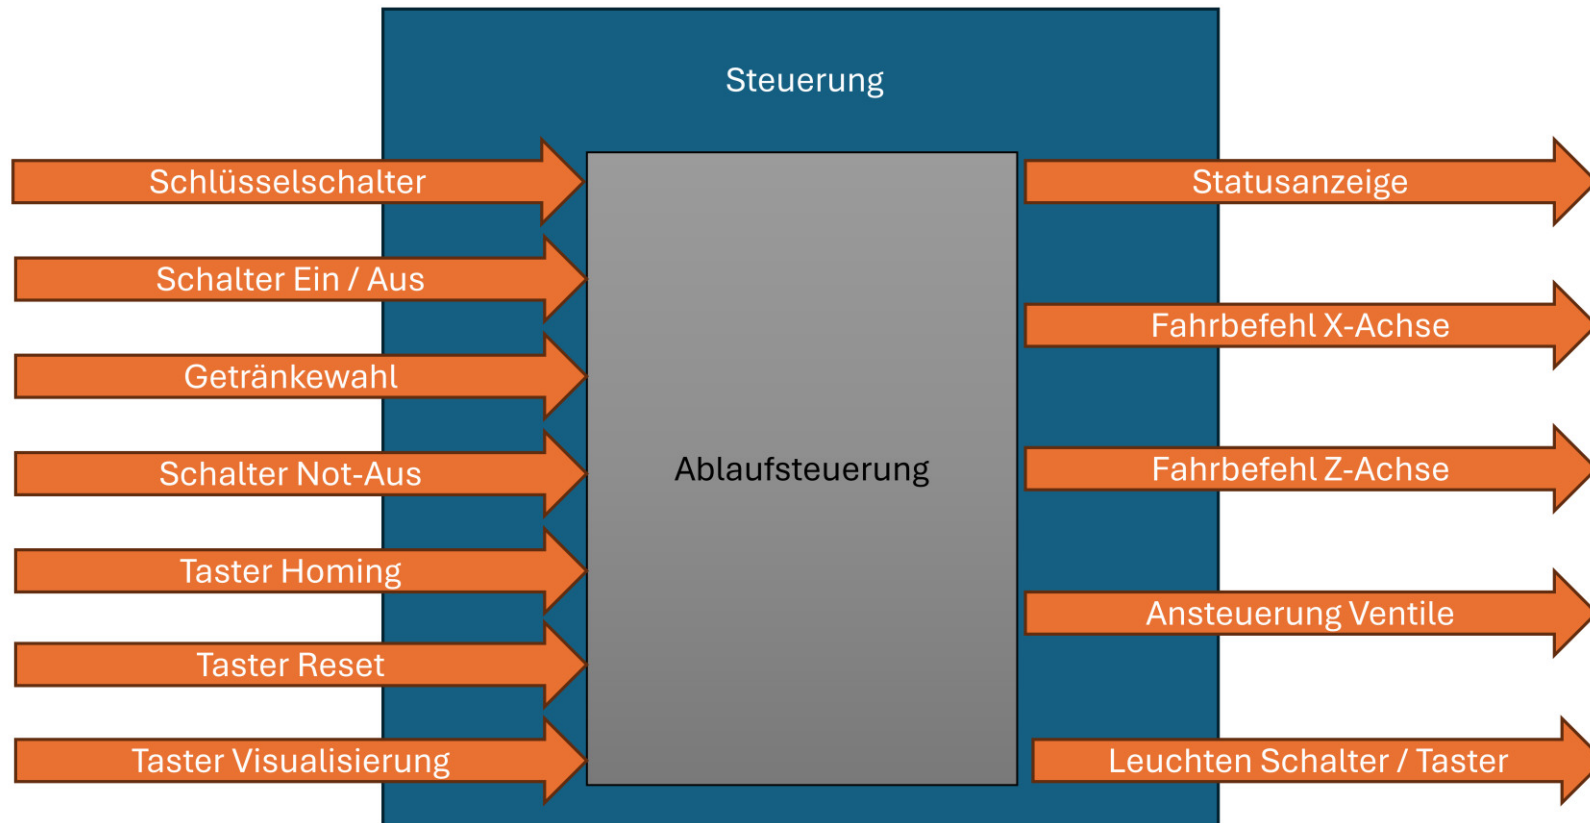 Steuerung
Schlüsselschalter
Schalter Ein / Aus
Getränkewahl
Schalter Not-Aus
Taster Homing
Taster Reset
Taster Visualisierung
Ablaufsteuerung
Statusanzeige
Fahrbefehl X-Achse
Fahrbefehl Z-Achse
Ansteuerung Ventile
Leuchten Schalter / Taster